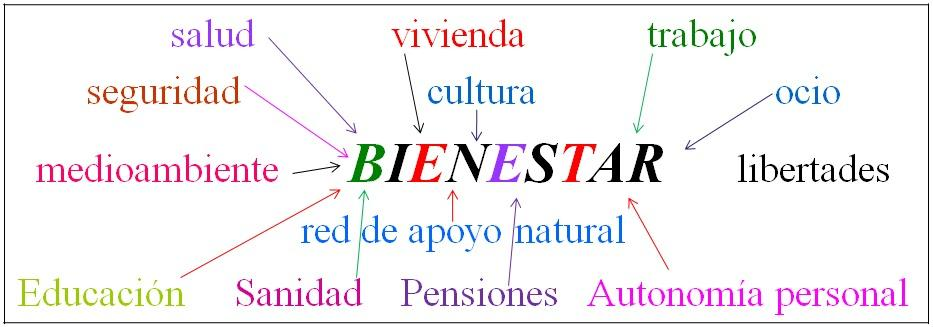 salud vivienda trabajo
seguridad cultura ocio
medioambiente BIENESTAR libertades
red de apoyo natural
Educación Sanidad Pensiones Autonomía personal